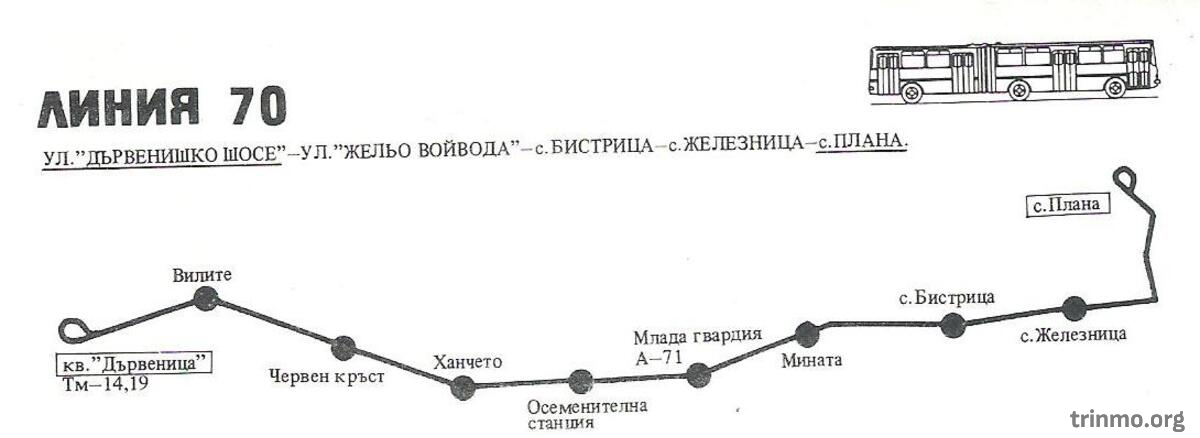 ЛИНИЯ 70
УЛ."ДЪРВЕНИШКО ШОСЕ"–УЛ."ЖЕЛЬО ВОЙВОДА"–с.БИСТРИЦА–с.ЖЕЛЕЗНИЦА–с.ПЛАНА.
с.Плана
Вилите
с.Бистрица
Млада гвардия
А–71
с.Железница
Мината
кв."Дървеница"
Тм–14,19
Червен кръст
Ханчето
Осеменителна
станция
trinmo.org